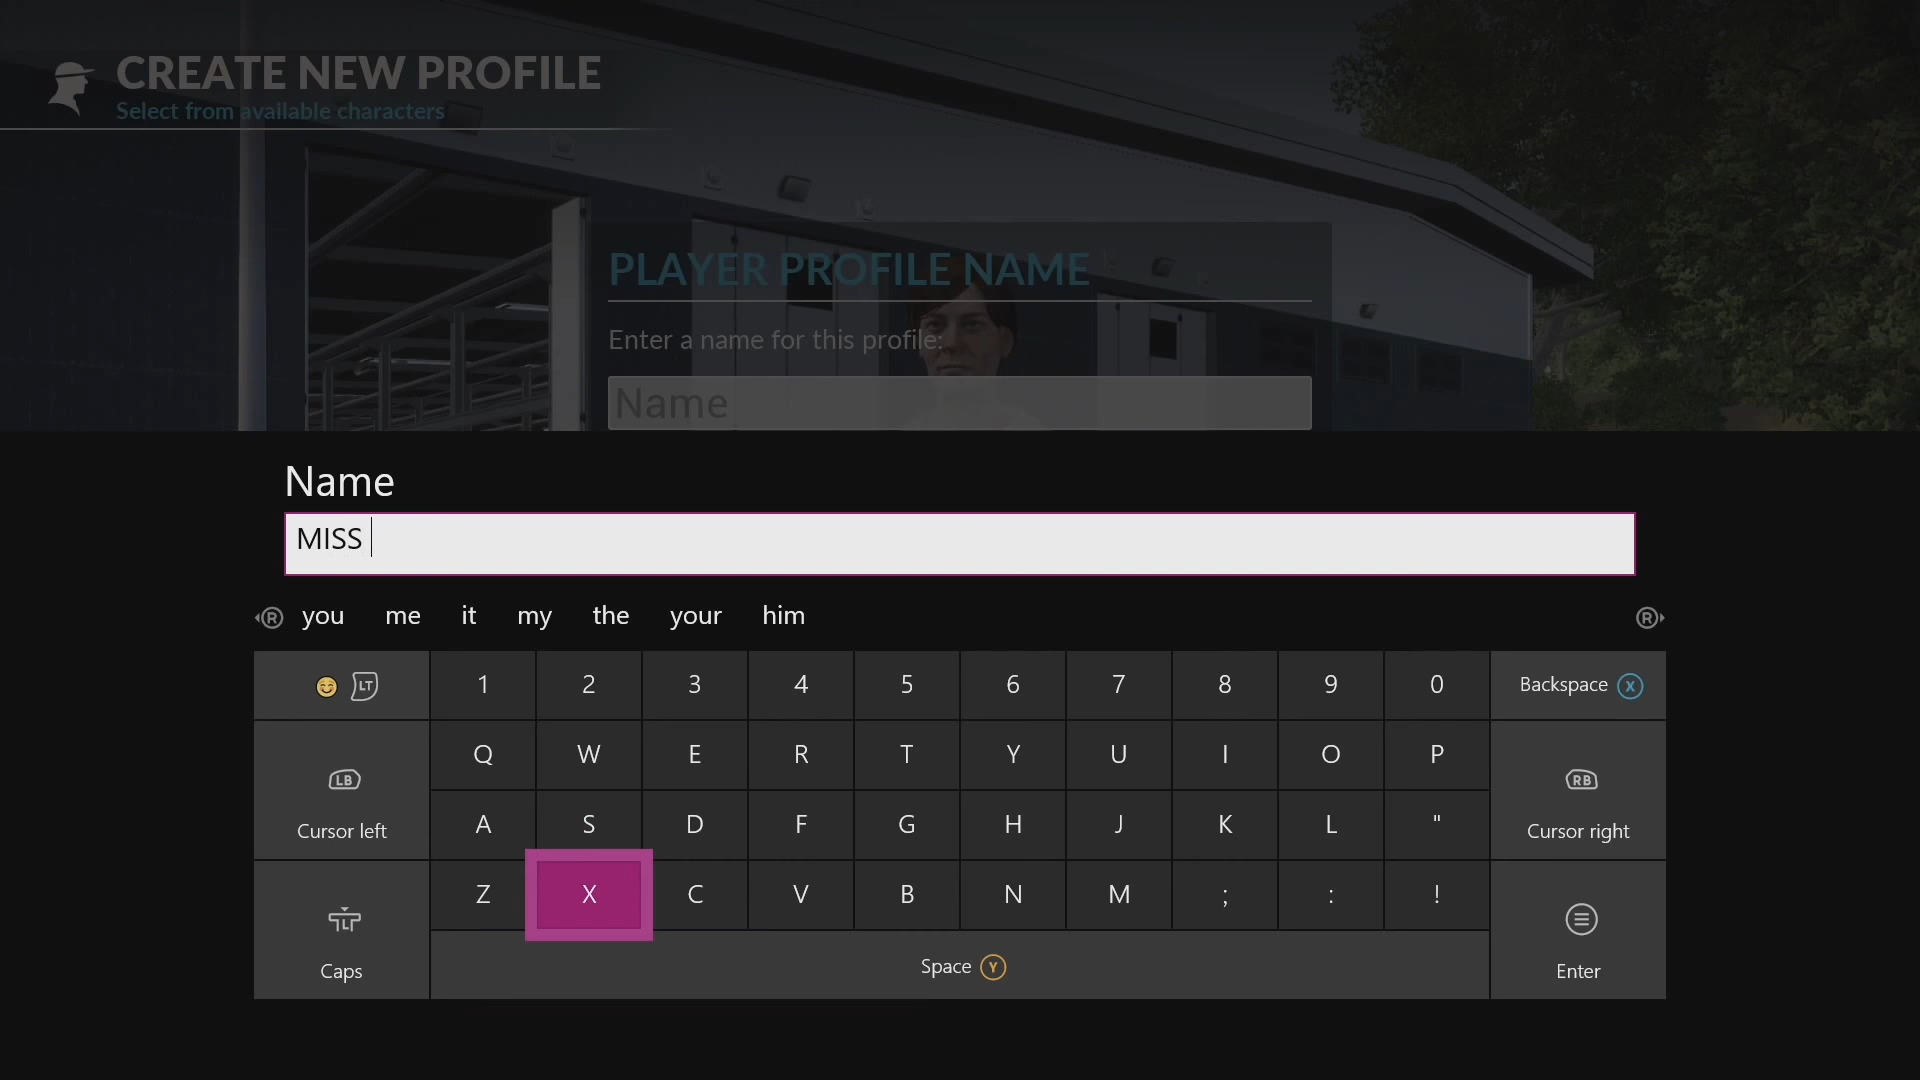 CREATE NEW PROFILE
Select from available characters
PLAYER PROFILE NAME
Enter a name for this profile:
Name
Name
MISS
R you me it my the your him R
LT 1 2 3 4 5 6 7 8 9 0 Backspace X
Q W E R T Y U I O P
LB RB
Cursor left A S D F G H J K L " Cursor right
Z X C V B N M ; : !
L
Caps Space Y Enter